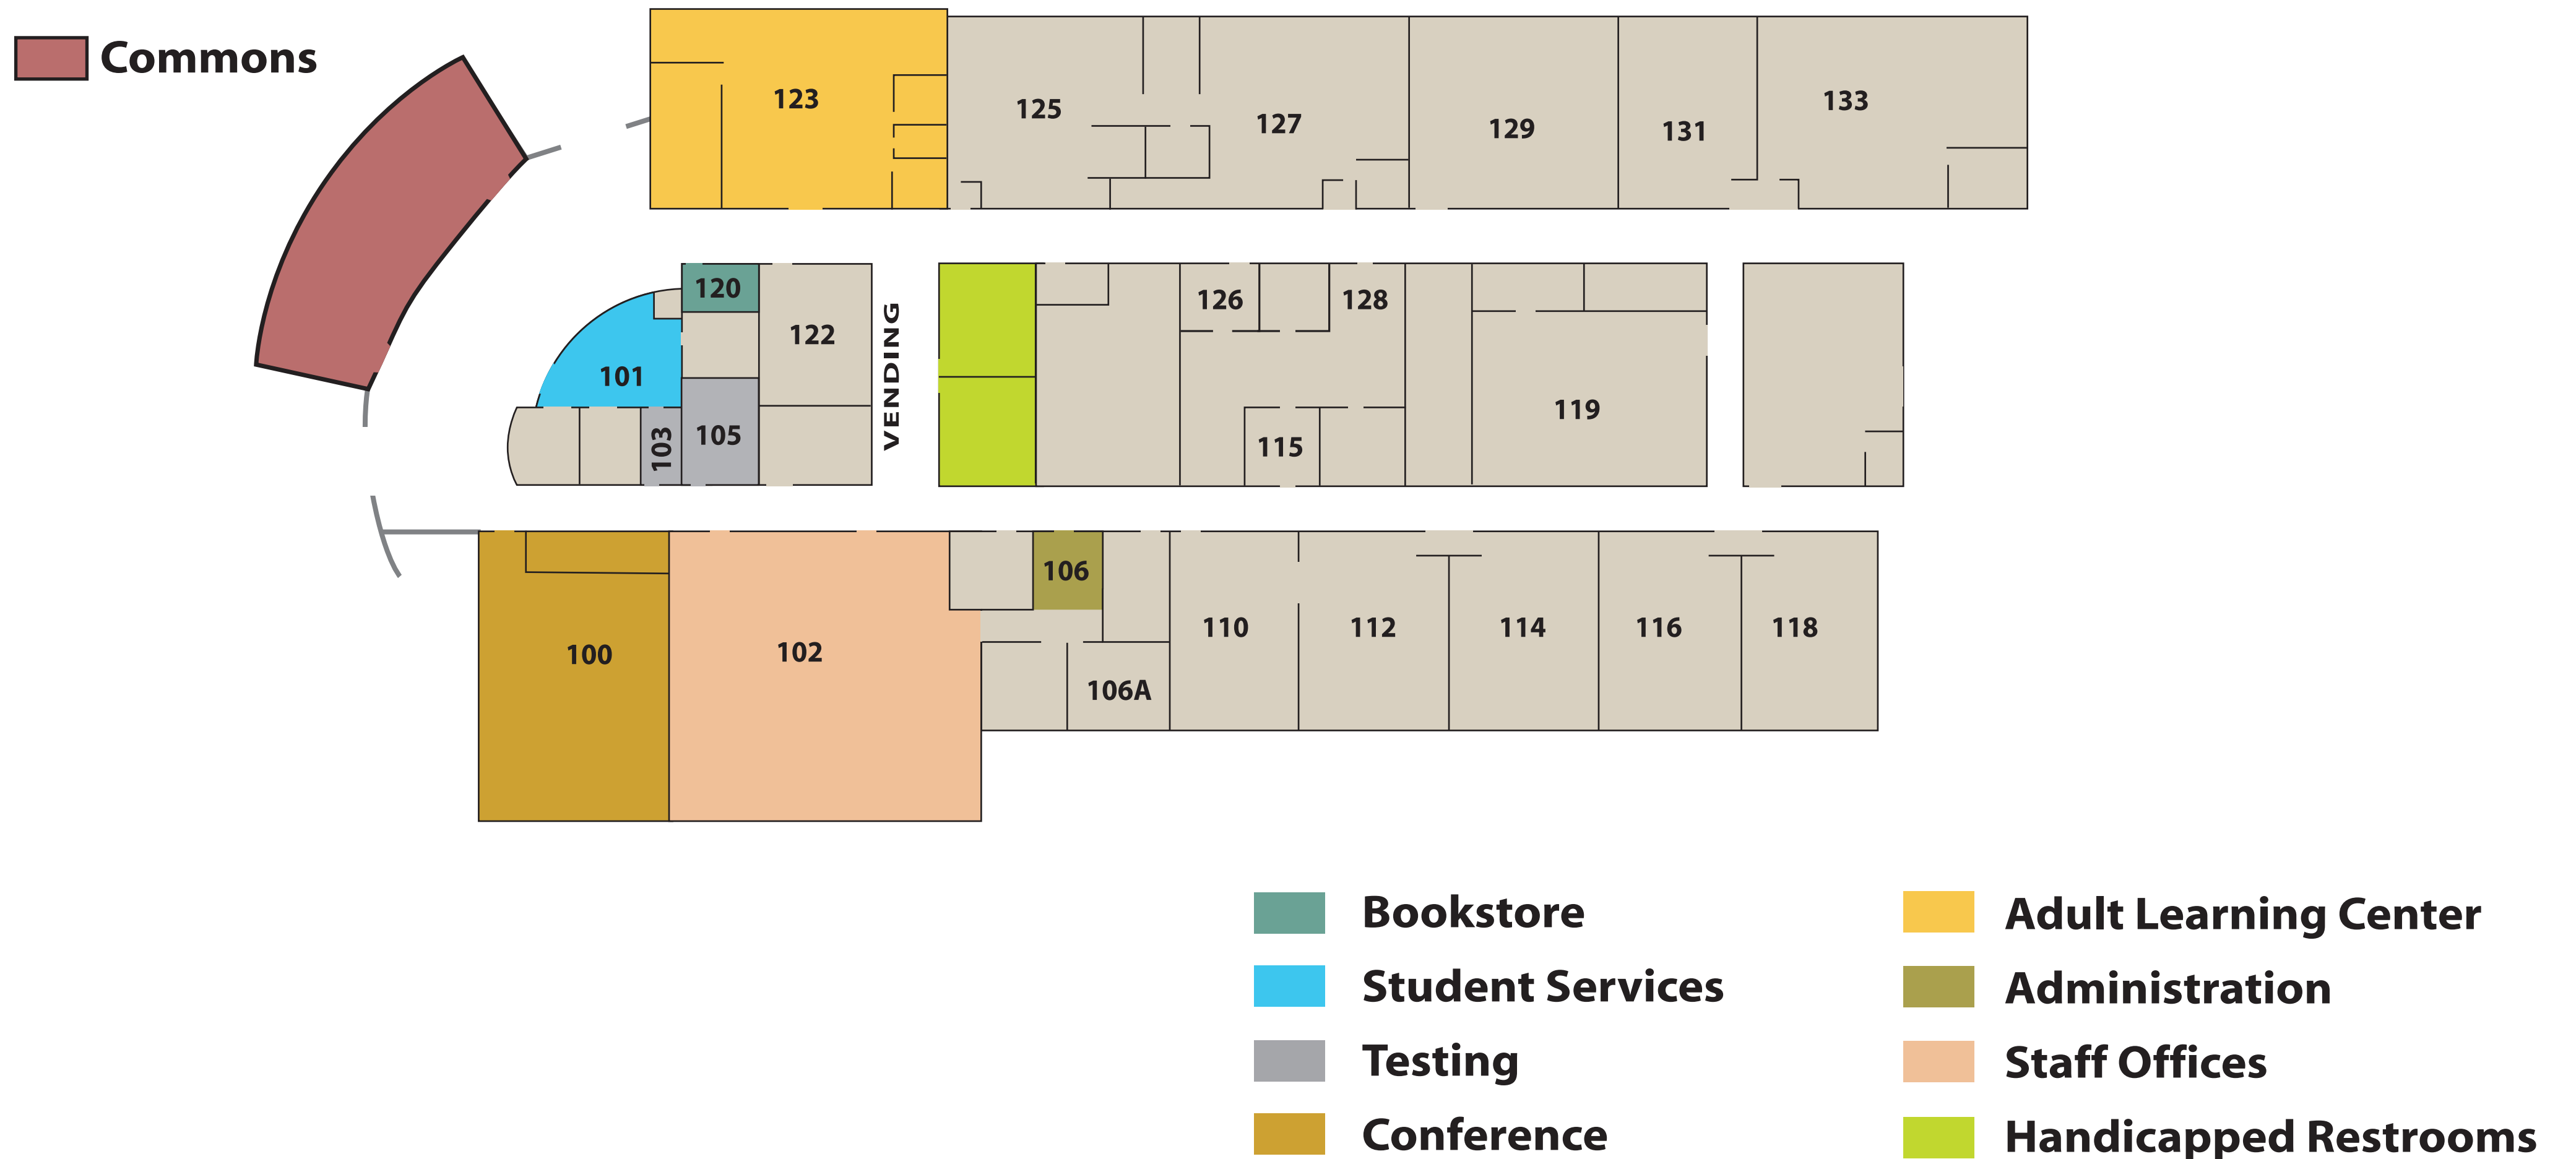 Commons
123
125
127
129
131
133
120
122
101
103
105
VENDING
126
128
115
119
100
102
106
106A
110
112
114
116
118
Bookstore
Student Services
Testing
Conference
Adult Learning Center
Administration
Staff Offices
Handicapped Restrooms